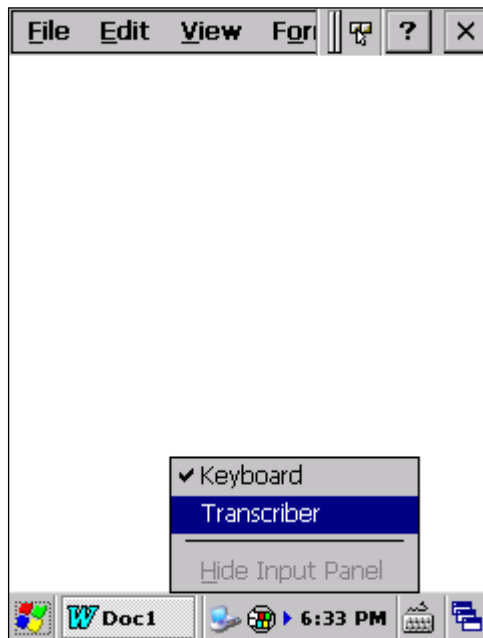 File Edit View For ? ×
Keyboard
Transcriber
Hide Input Panel
W Doc1 6:33 PM